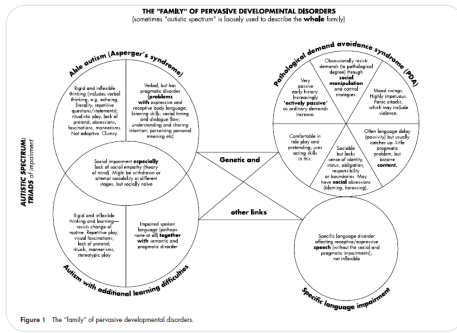 THE "FAMILY" OF PERVASIVE DEVELOPMENTAL DISORDERS
(sometimes "autistic spectrum" is loosely used to describe the whole family)
AUTISTIC SPECTRUM:
TRIADS of impairment
Able autism (Asperger's syndrome)
Rigid and inflexible
thinking (includes verbal
thinking, e.g. echoing,
literality, repetitive
questions/statements);
ritualistic play, lack of
pretend, obsessions,
fascinations, mannerisms.
Not adaptive. Clumsy
Verbal, but has
pragmatic disorder
(problems
with expressive and
receptive body language;
listening skills; social timing
and dialogue flow;
understanding and sharing
intention; perceiving personal
meaning etc)
Social impairment especially
lack of social empathy (theory
of mind). Might be withdrawn or
attempt sociability at different
stages, but socially naive
Rigid and inflexible
thinking and learning—
resists change of
routine. Repetitive play;
visual fascinations;
lack of pretend;
rituals, mannerisms,
stereotypic play
Impaired spoken
language (perhaps
none at all) together
with semantic and
pragmatic disorder
Autism with additional learning difficulties
Genetic and
other links
Pathological demand avoidance syndrome (PDA)
Obsessionally resists
demands (to pathological
degree) through
social
manipulation
and control
strategies.
Very
passive
early history.
Increasingly
'actively passive'
as ordinary demands
increase.
Mood swings.
Highly impulsive.
Panic attacks,
which may include
violence.
Comfortable in
role play and
pretending; uses
acting skills
in this.
Sociable
but lacks
sense of identity,
status, obligation,
responsibility
or boundaries. May
have social obsessions
(blaming, harassing).
Often language delay
(passivity) but usually
catches up. Little
pragmatic
problem, but
bizarre
content.
Specific language disorder
affecting receptive/expressive
speech (without the social and
pragmatic impairments);
not inflexible
Specific language impairment
Figure 1 The "family" of pervasive developmental disorders.